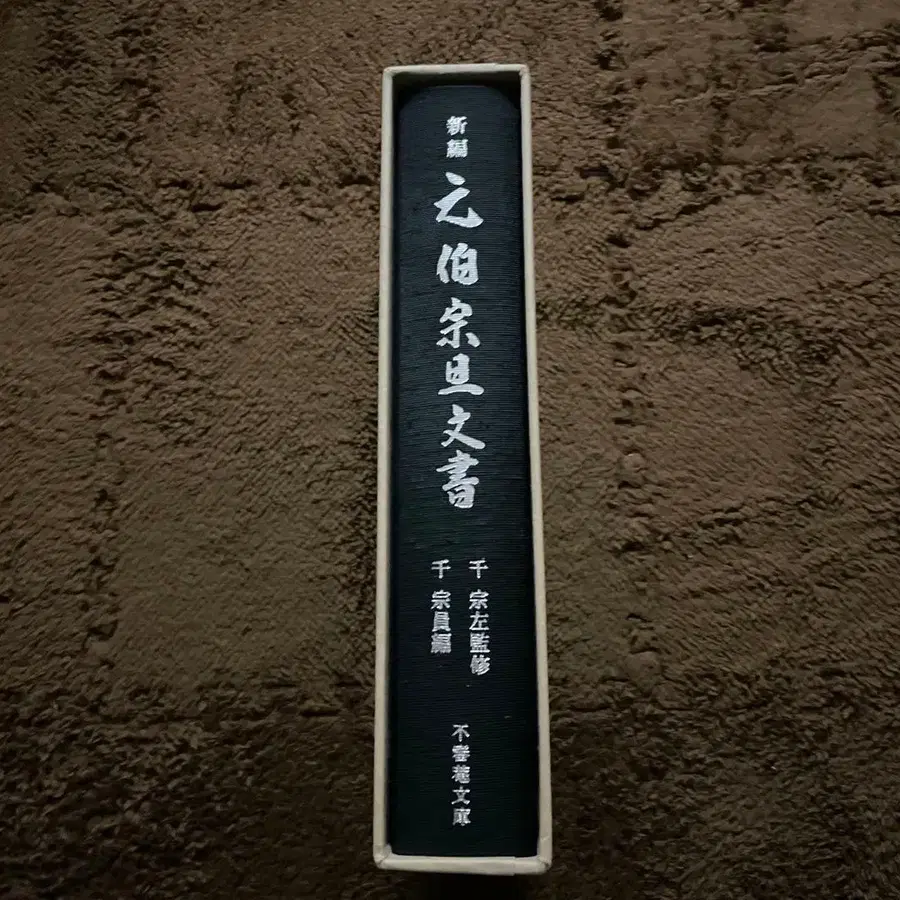 新編
元伯宗旦文書
千 宗左監修
千 宗員編
不審菴文庫